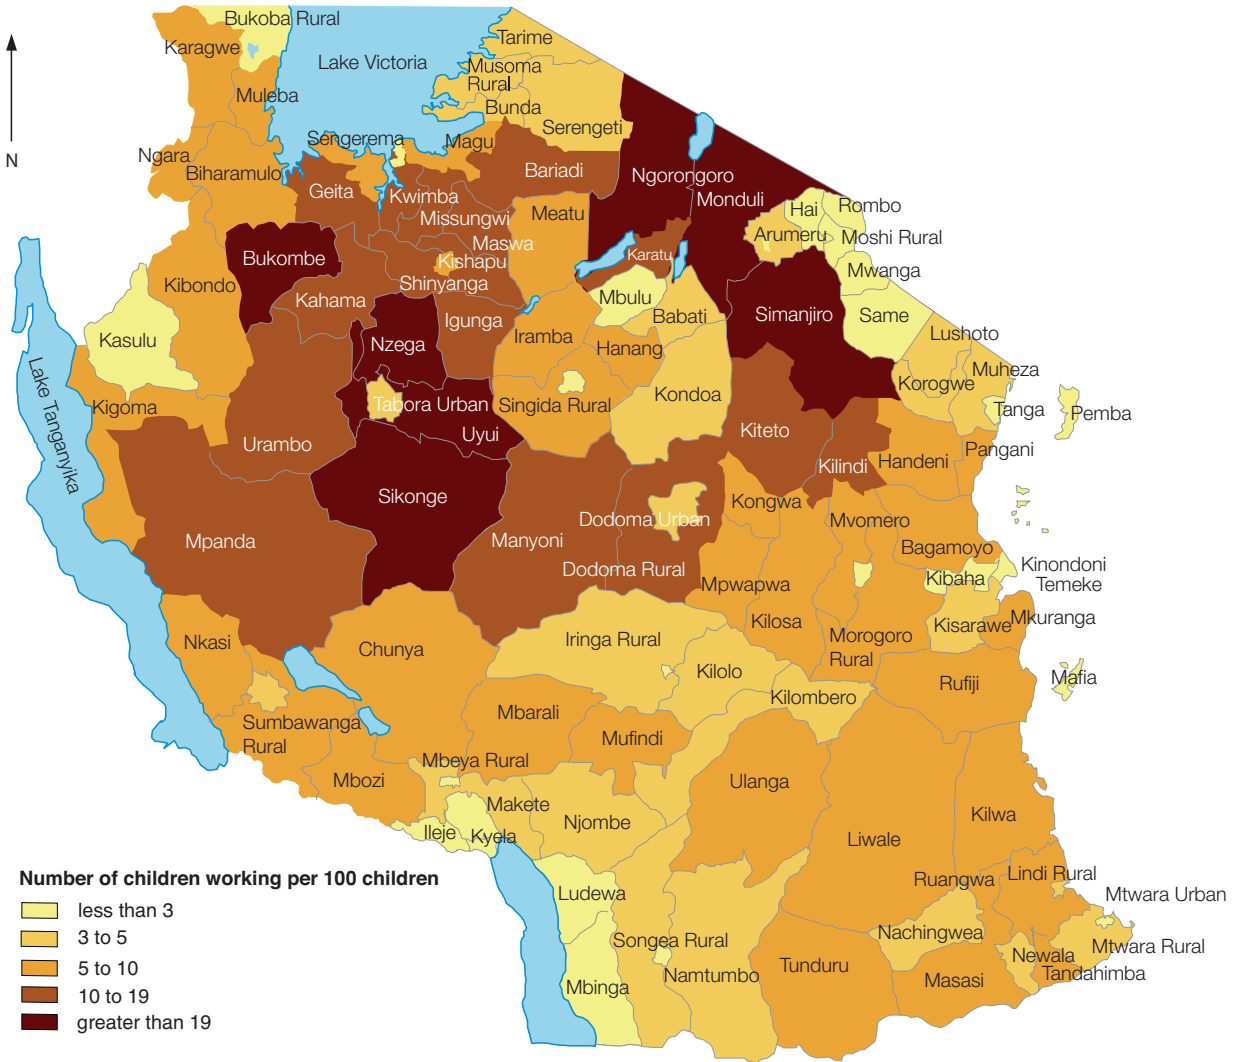 Bukoba Rural
Karagwe
Tarime
Lake Victoria
Musoma
Rural
Muleba
Bunda
Serengeti
Sengerema
Magu
N
Ngara
Biharamulo
Bariadi
Ngorongoro
Geita
Kwimba
Monduli
Hai
Rombo
Missungwi
Meatu
Arumeru
Moshi Rural
Maswa
Karatu
Bukombe
Kishapu
Mwanga
Kibondo
Shinyanga
Kahama
Mbulu
Simanjiro
Same
Babati
Igunga
Iramba
Lushoto
Kasulu
Nzega
Hanang
Muheza
Korogwe
Lake Tanganyika
Kondoa
Kigoma
Tabora Urban
Singida Rural
Tanga
Pemba
Uyui
Kiteto
Urambo
Pangani
Kilindi
Handeni
Sikonge
Kongwa
Dodoma Urban
Mvomero
Mpanda
Manyoni
Bagamoyo
Dodoma Rural
Kinondoni
Kibaha
Temeke
Mpwapwa
Kilosa
Mkuranga
Kisarawe
Nkasi
Chunya
Iringa Rural
Morogoro
Rural
Kilolo
Mafia
Rufiji
Kilombero
Sumbawanga
Rural
Mbarali
Mufindi
Mbeya Rural
Mbozi
Ulanga
Makete
Kilwa
Njombe
Ileje
Kyela
Liwale
Number of children working per 100 children
less than 3
3 to 5
5 to 10
10 to 19
greater than 19
Ruangwa
Lindi Rural
Ludewa
Mtwara Urban
Nachingwea
Songea Rural
Mtwara Rural
Newala
Tunduru
Namtumbo
Tandahimba
Masasi
Mbinga